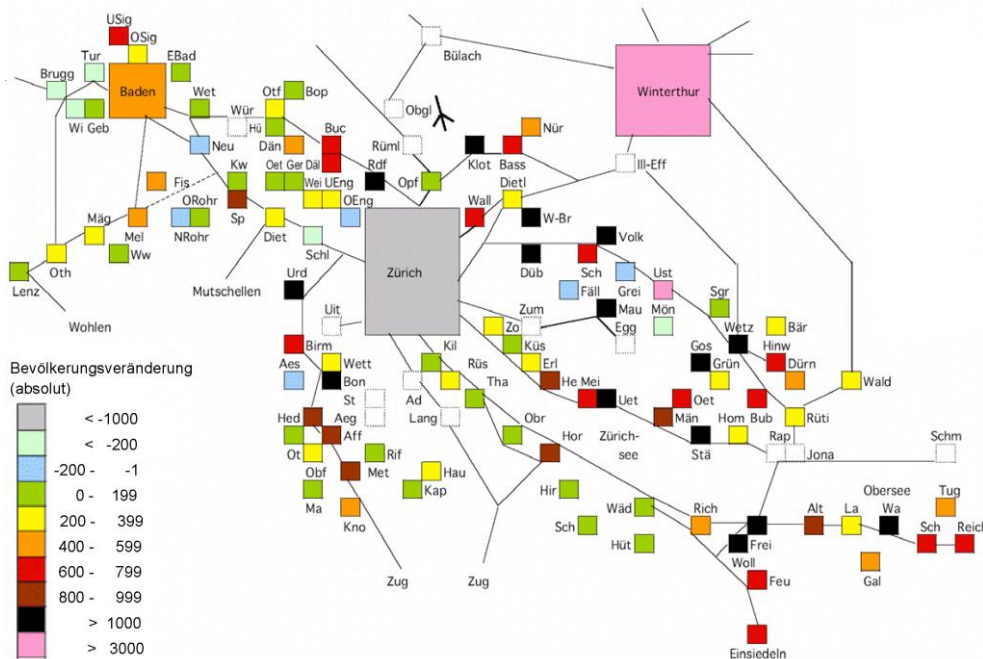 USig
OSig
Tur
EBad
Bülach
Brugg
Baden
Winterthur
Wet
Otf
Bop
Wi Geb
Wür
Hü
Obgl
Buc
Nür
Neu
Dän
Rüml
Kw
Oet Ger Däl
Rdf
Klot
Bass
Ill-Eff
Fis
Wei UEng
Opf
Dietl
ORohr
OEng
Wall
Mäg
Sp
W-Br
Mel
NRohr
Diet
Volk
Oth
Ww
Schl
Zürich
Düb
Sch
Lenz
Urd
Grei
Ust
Mutschellen
Fäll
Sgr
Wohlen
Uit
Zum
Mau
Mön
Zo
Egg
Wetz
Bär
Birm
Kil
Küs
Gos
Hinw
Bevölkerungsveränderung
(absolut)
Aes
Wett
Rüs
Erl
Grün
Dürn
Bon
Tha
He Mei
Wald
< -1000
St
Ad
Uet
Oet
< -200
Hed
Aeg
Lang
Obr
Män
Hom Bub
Rüti
-200 - -1
Aff
Hor
Zürich-
see
Rap
Schm
0 - 199
Ot
Obf
Rif
Stä
Jona
200 - 399
Met
Hau
Ma
Kap
Hir
Obersee
Tug
400 - 599
Kno
Wäd
Rich
Alt
La
Wa
600 - 799
Sch
Frei
Sch
Reich
800 - 999
Hüt
Woll
Gal
> 1000
Zug
Zug
Feu
> 3000
Einsiedeln